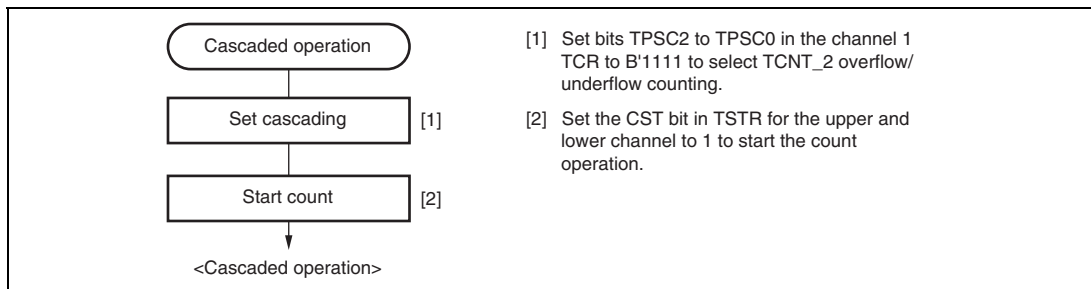 Cascaded operation
Set cascading
[1]
Start count
[2]
<Cascaded operation>
[1] Set bits TPSC2 to TPSC0 in the channel 1
TCR to B'1111 to select TCNT_2 overflow/
underflow counting.
[2] Set the CST bit in TSTR for the upper and
lower channel to 1 to start the count
operation.